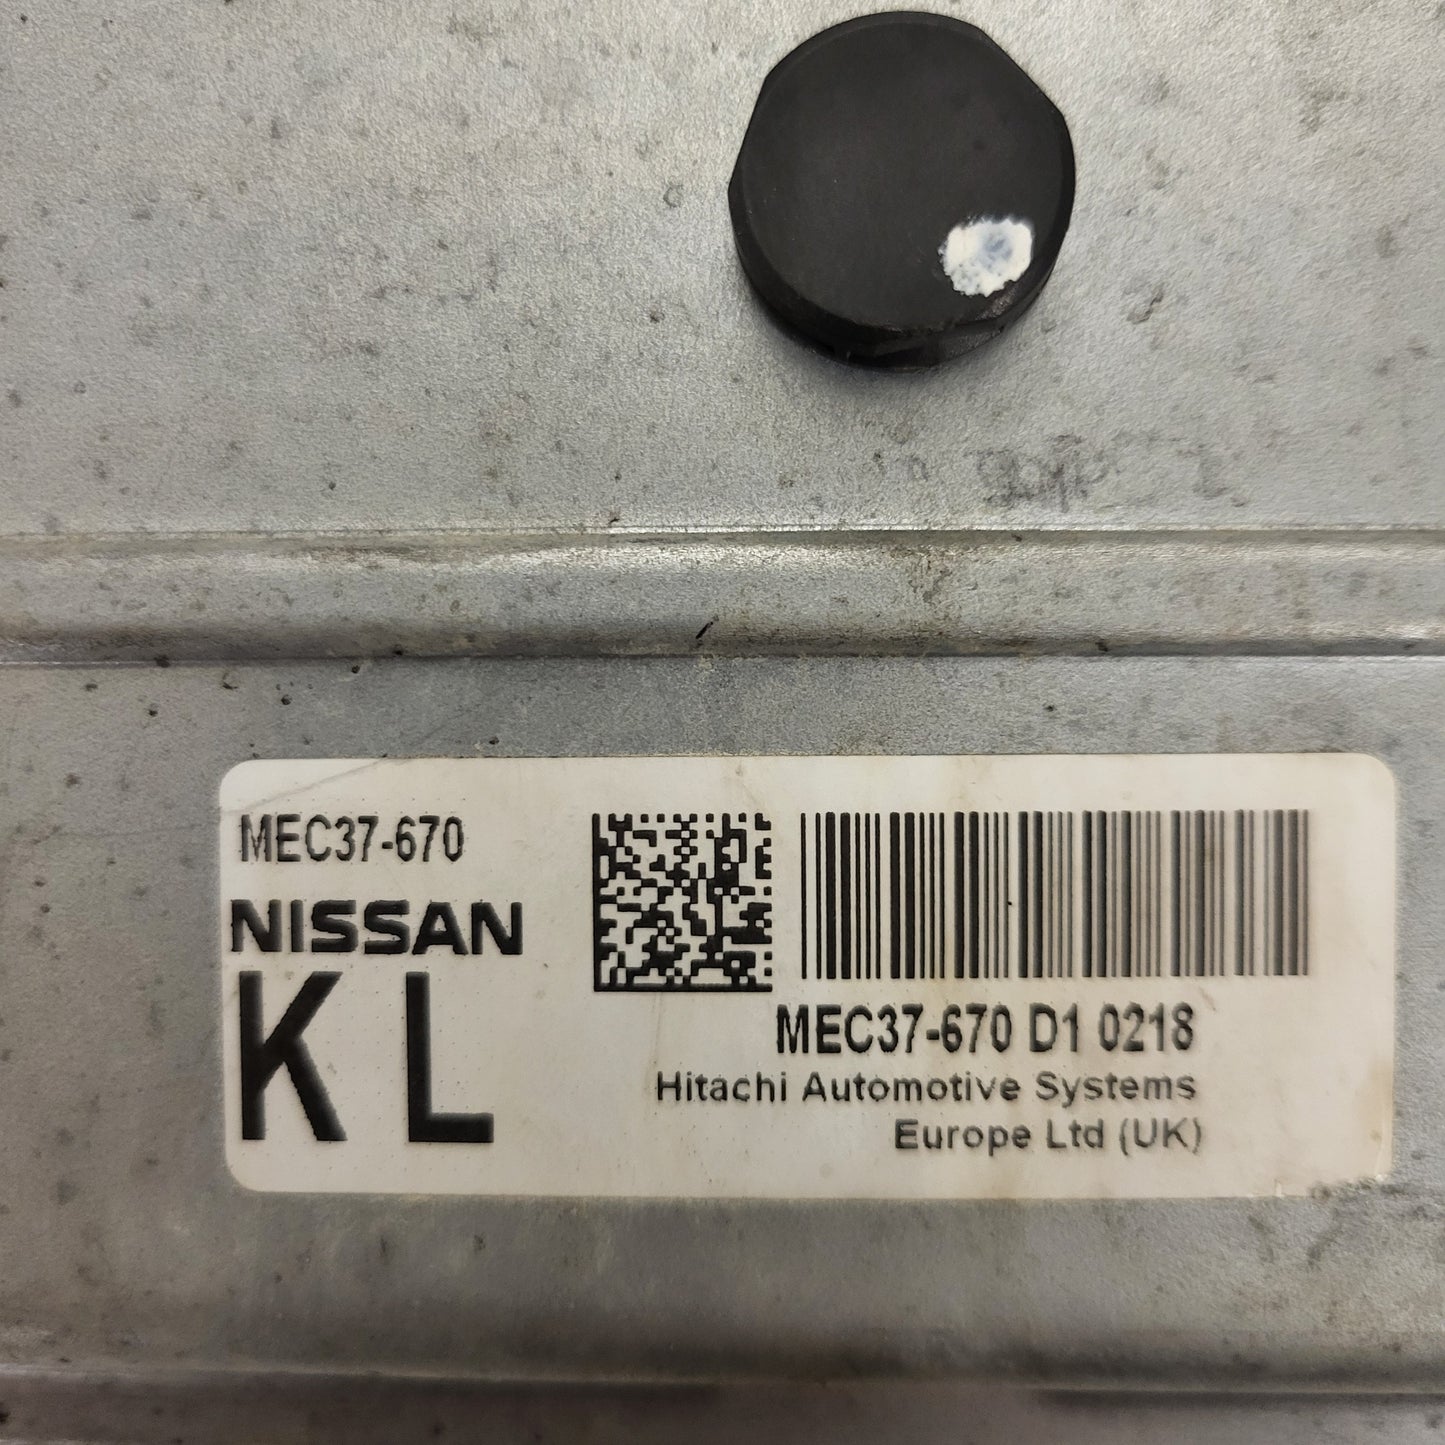 MEC37-670
NISSAN
K L
MEC37-670 D1 0218
Hitachi Automotive Systems
Europe Ltd (UK)